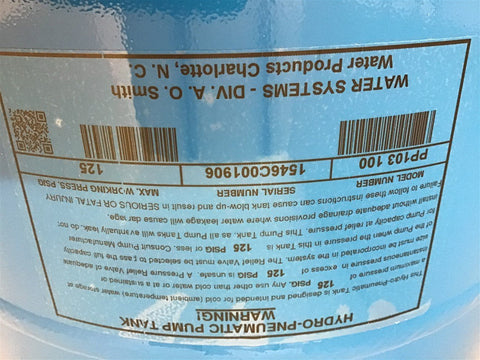 WARNING!
HYDRO-PNEUMATIC PUMP TANK
This Hydro-Pneumatic Tank is designed and intended for cold (ambient temperature) water storage at
a maximum pressure of 125 PSIG. Any use other than cold water or at a sustained or
instantaneous pressure in excess of 125 PSIG is unsafe. A Pressure Relief Valve of adequate
size must be incorporated in the system. The Relief Valve must be selected to pass the full capacity
of the Pump when the pressure in this Tank is 125 PSIG or less. Consult Pump Manufacturer
for Pump capacity at relief pressure. This Pump Tank as all Pump Tanks will eventually leak. do not
install without adequate drainage provisions where water leakage will cause damage.
Failure to follow these instructions can cause tank blow-up and result in SERIOUS OR FATAL INJURY
MODEL NUMBER SERIAL NUMBER MAX. WORKING PRESS. PSIG
PP103 100 1546C001906 125
WATER SYSTEMS - DIV. A. O. Smith
Water Products Charlotte, N. C.